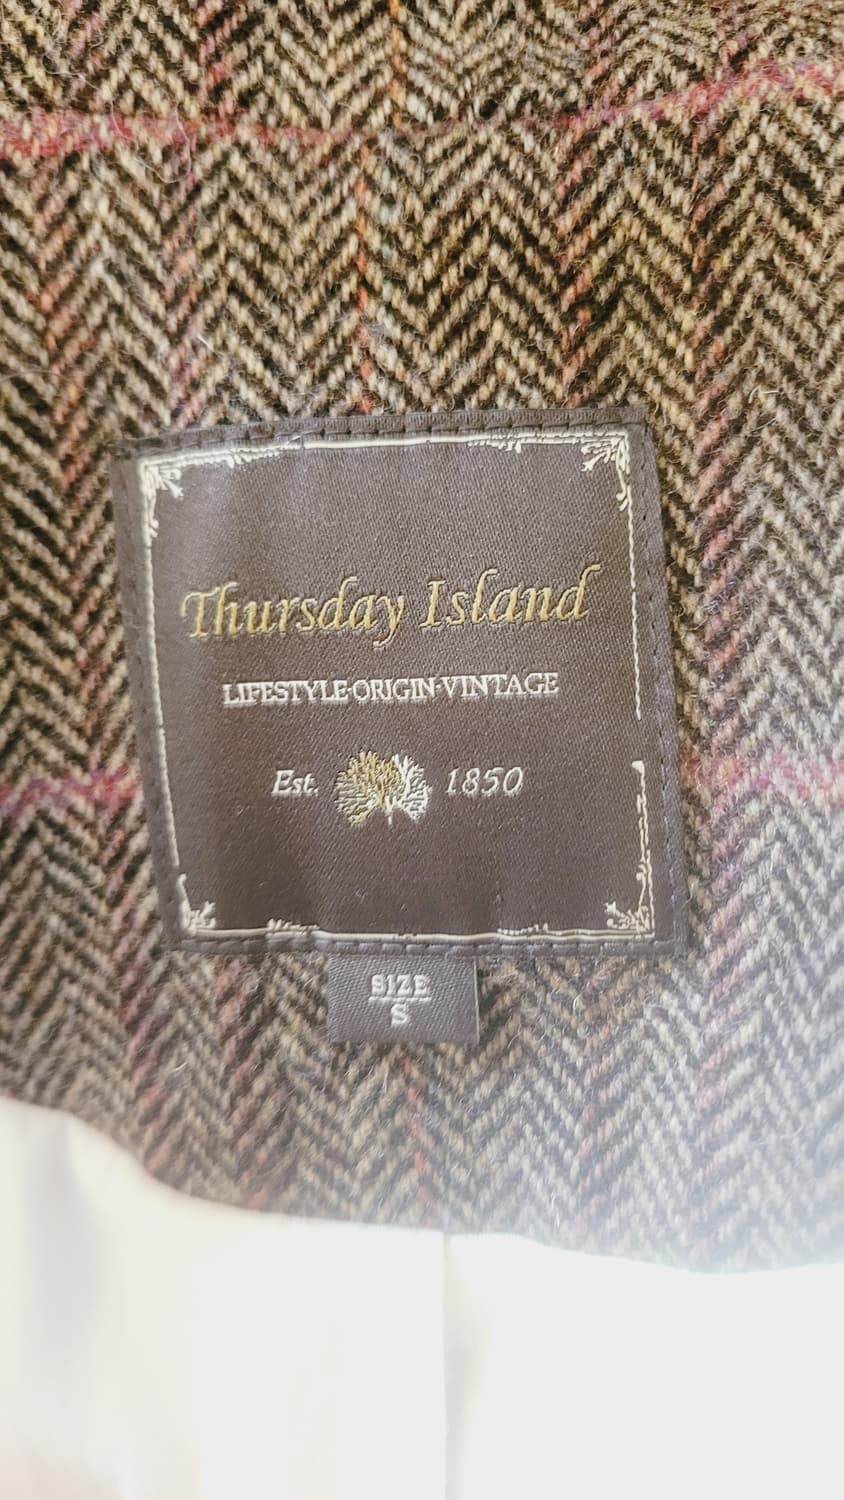 Thursday Island
LIFESTYLE·ORIGIN·VINTAGE
Est. 1850
SIZE
S